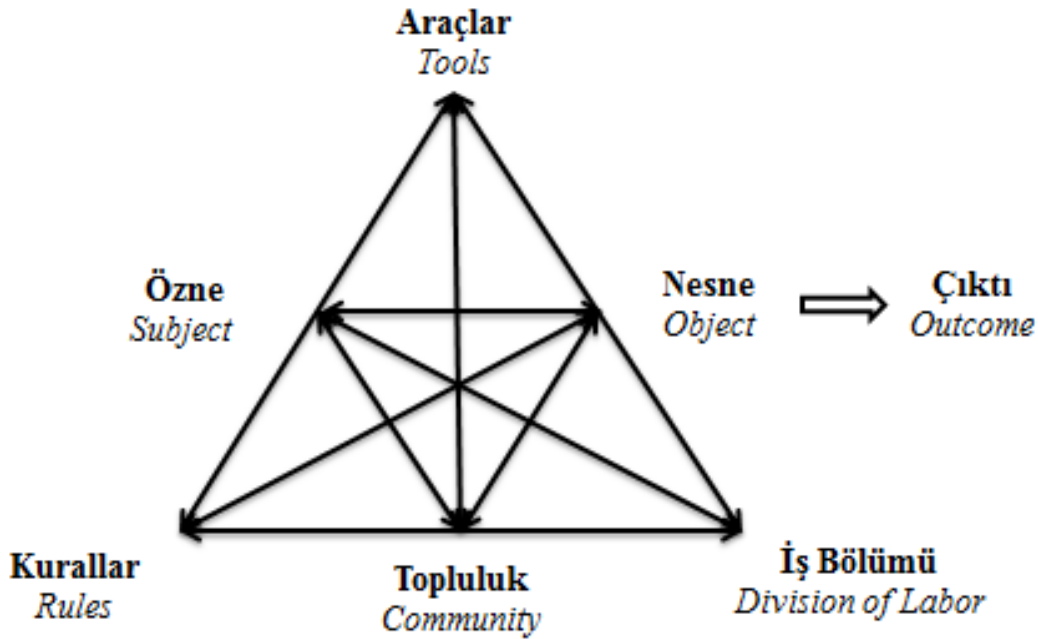 Araçlar
Tools
Özne
Subject
Nesne
Object
Çıktı
Outcome
Kurallar
Rules
Topluluk
Community
İş Bölümü
Division of Labor